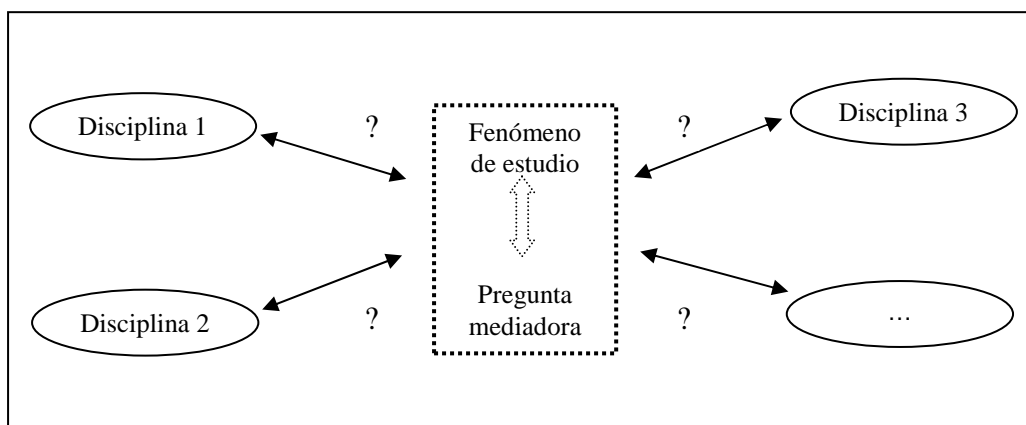 Disciplina 1
?
Fenómeno
de estudio
?
Disciplina 3
Disciplina 2
?
Pregunta
mediadora
?
...